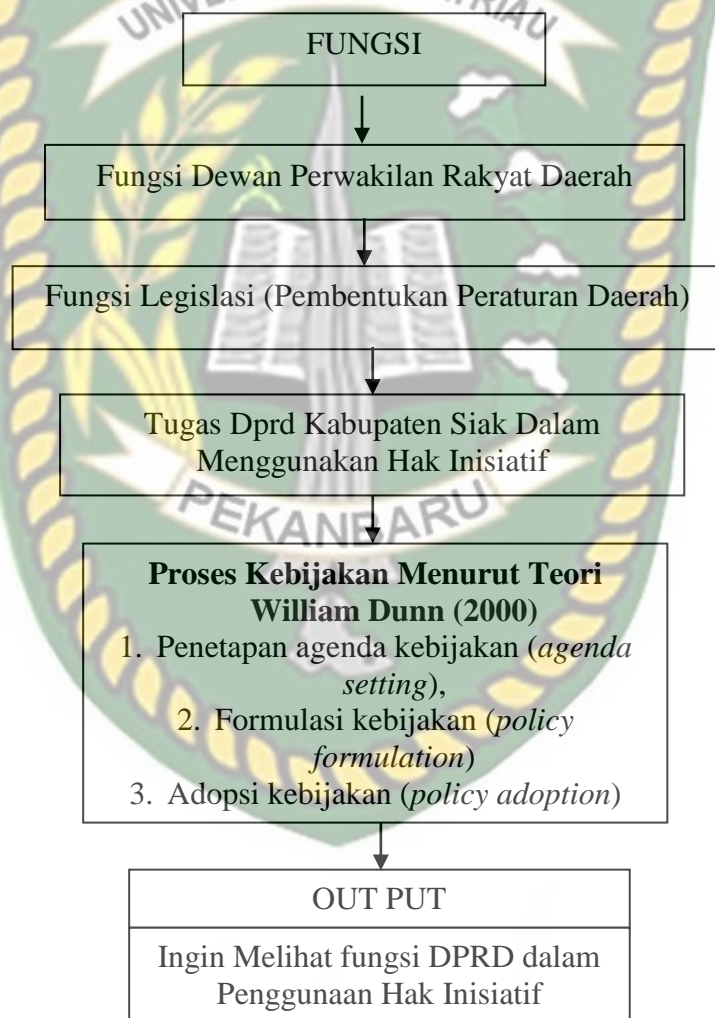 FUNGSI
Fungsi Dewan Perwakilan Rakyat Daerah
Fungsi Legislasi (Pembentukan Peraturan Daerah)
Tugas Dprd Kabupaten Siak Dalam
Menggunakan Hak Inisiatif
PEKANBARU
Proses Kebijakan Menurut Teori
William Dunn (2000)
1. Penetapan agenda kebijakan (agenda
setting),
2. Formulasi kebijakan (policy
formulation)
3. Adopsi kebijakan (policy adoption)
OUT PUT
Ingin Melihat fungsi DPRD dalam
Penggunaan Hak Inisiatif